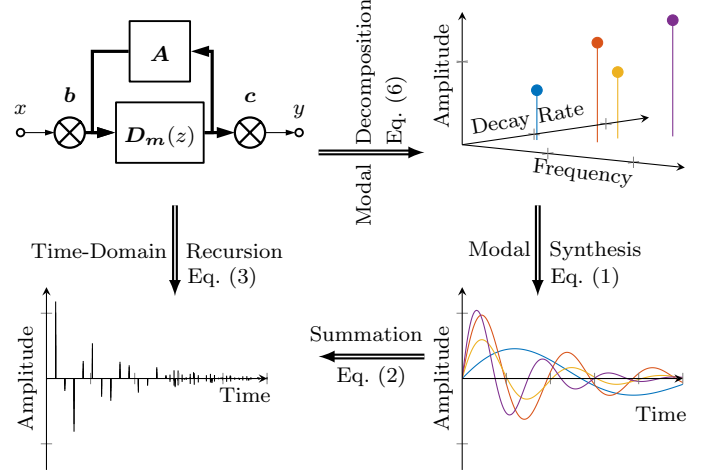 A
b
c
x
y
D_m(z)
Modal Decomposition
Eq. (6)
Amplitude
Decay Rate
Frequency
Time-Domain Recursion
Eq. (3)
Modal Synthesis
Eq. (1)
Amplitude
Time
Summation
Eq. (2)
Amplitude
Time